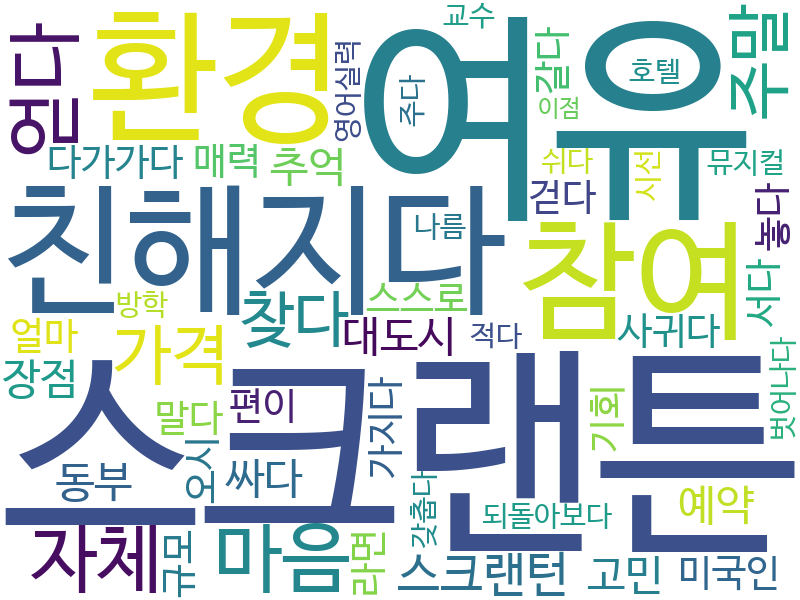 교수
얻다
환경
영어실력
주다
여유
갈다
호텔
이점
주말
다가가다
매력
추억
쉬다
시선
뮤지컬
친해지다
나름
걷다
참여
놓다
방학
스스로
서다
얼마
가격
찾다
대도시
적다
사귀다
장점
말다
편이
가지다
기회
벗어나다
스크랜튼
동부
오시
싸다
갖춥다
되돌아보다
예약
자체
규모
마음
라면
스크랜턴
고민
미국인